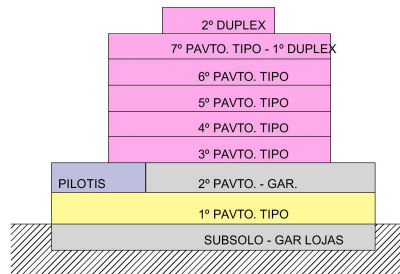 2º DUPLEX
7º PAVTO. TIPO - 1º DUPLEX
6º PAVTO. TIPO
5º PAVTO. TIPO
4º PAVTO. TIPO
3º PAVTO. TIPO
PILOTIS 2º PAVTO. - GAR.
1º PAVTO. TIPO
SUBSOLO - GAR LOJAS